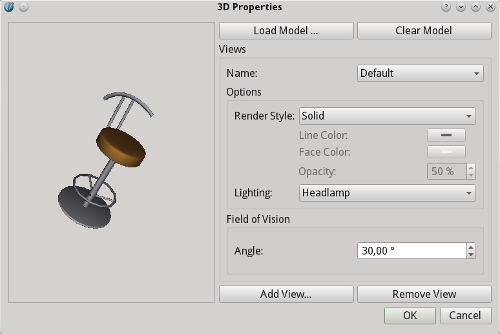 3D Properties
Load Model ...
Clear Model
Views
Name:
Default
Options
Render Style:
Solid
Line Color:
Face Color:
Opacity:
50 %
Lighting:
Headlamp
Field of Vision
Angle:
30,00 °
Add View...
Remove View
OK
Cancel